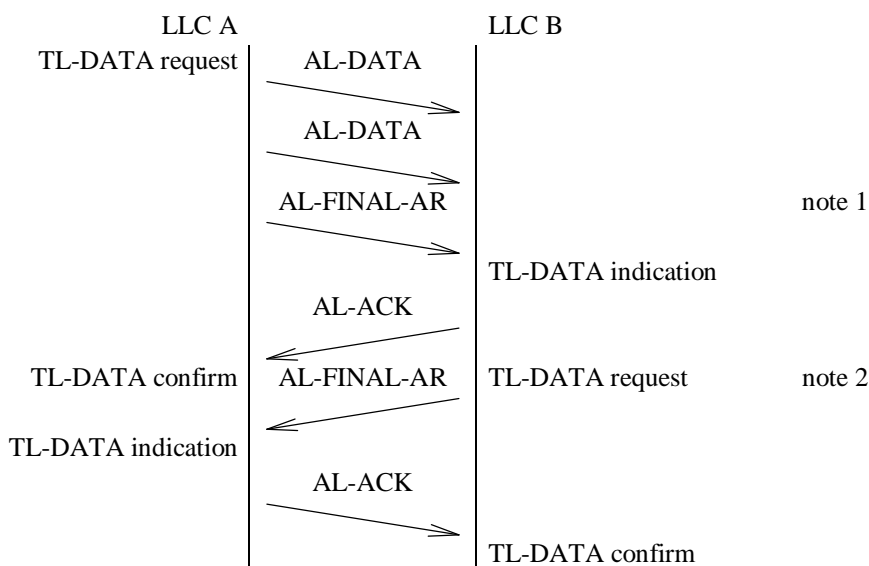 LLC A LLC B
TL-DATA request AL-DATA
AL-DATA
AL-FINAL-AR note 1
TL-DATA indication
AL-ACK
TL-DATA confirm AL-FINAL-AR TL-DATA request note 2
TL-DATA indication
AL-ACK
TL-DATA confirm